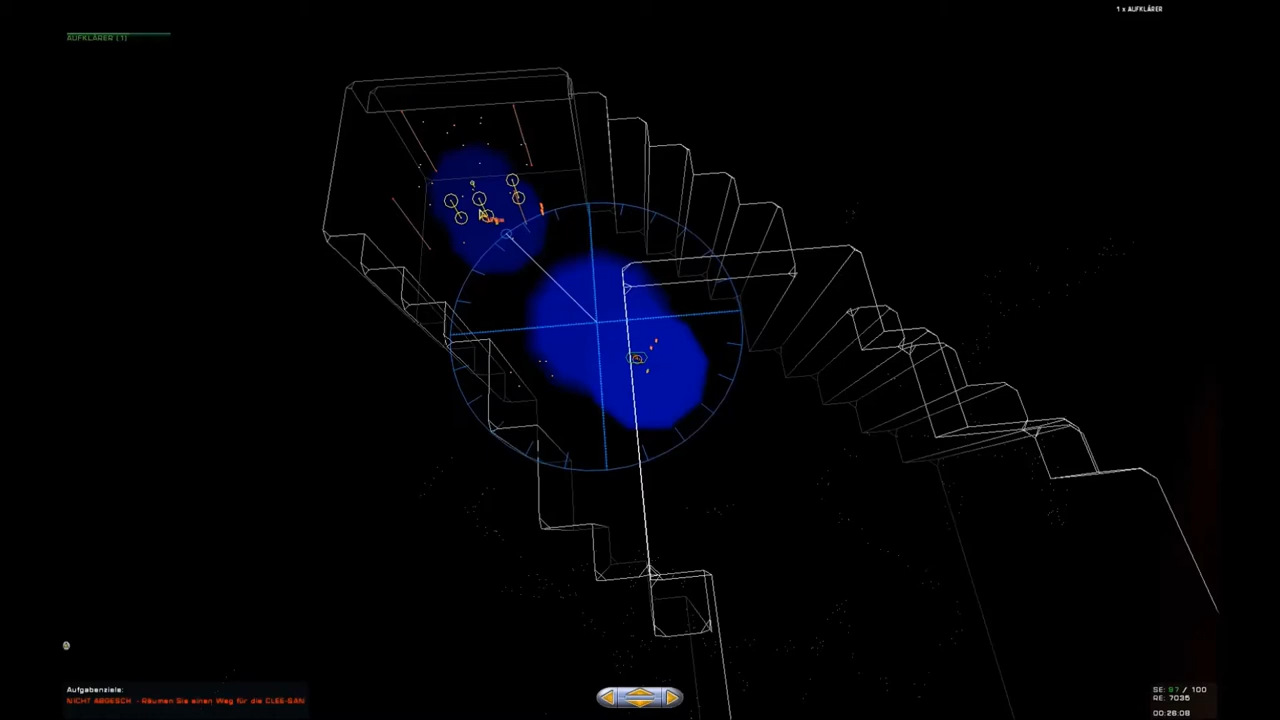 1 x AUFKLÄRER
AUFKLÄRER (1)
Aufgabenziele:
NICHT ABGESCH - Räumen Sie einen Weg für die CLEE-SAN
SE: 97 / 100
RE: 7035
00:26:08